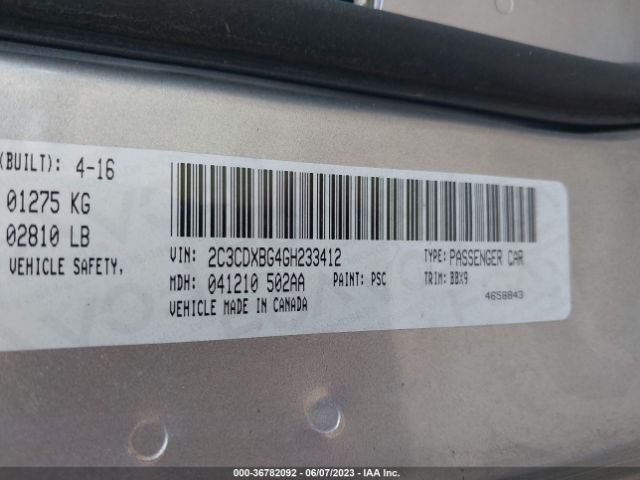 (BUILT): 4-16
01275 KG
02810 LB
VEHICLE SAFETY,
VIN: 2C3CDXBG4GH233412
TYPE: PASSENGER CAR
MDH: 041210 502AA
PAINT: PSC
TRIM: BBX9
VEHICLE MADE IN CANADA
4658843
000-36782092 - 06/07/2023 - IAA Inc.